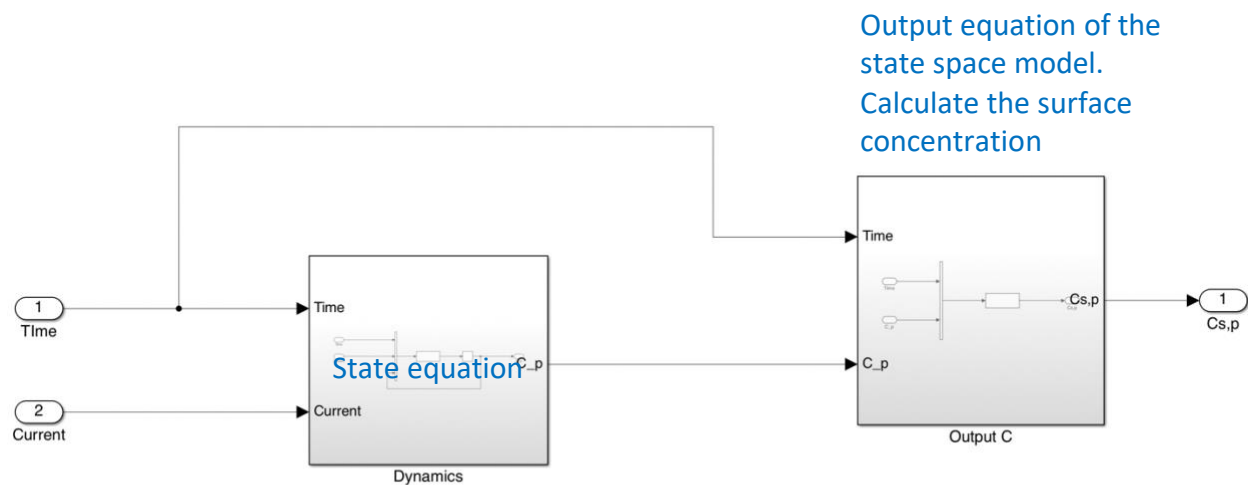 Output equation of the
state space model.
Calculate the surface
concentration
Time
1
TIme
Time
Cs,p
1
Cs,p
State equation
C_p
C_p
2
Current
Current
Output C
Dynamics